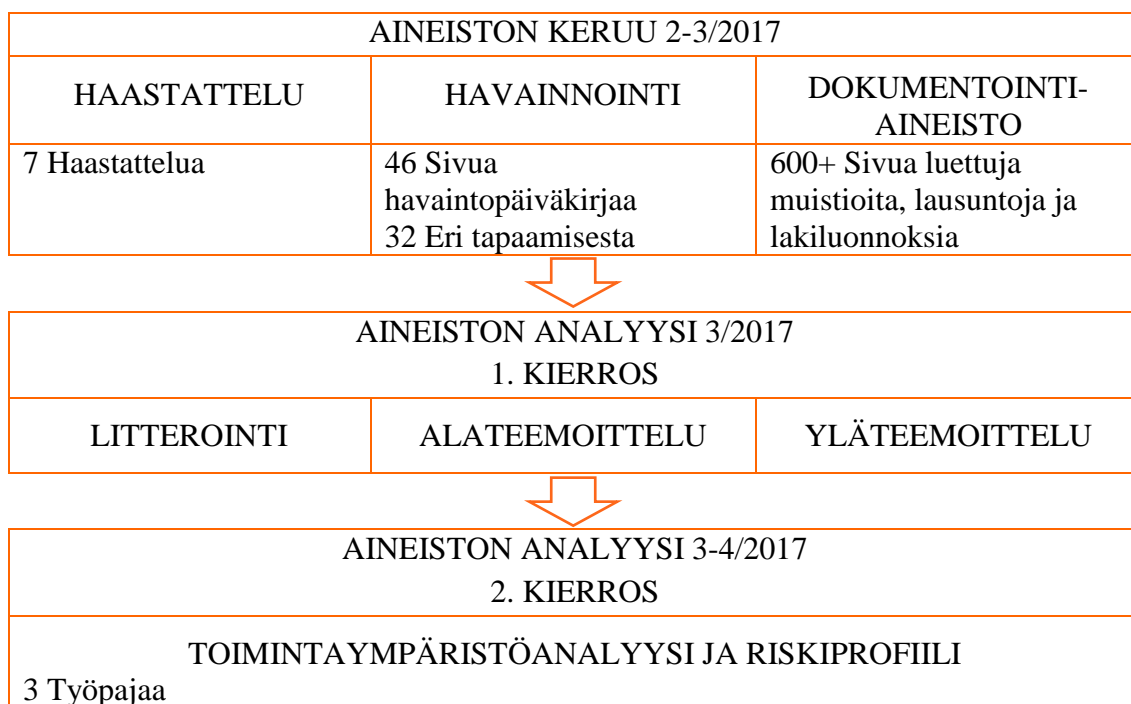 AINEISTON KERUU 2-3/2017
HAASTATTELU
HAVAINNOINTI
DOKUMENTOINTI-
AINEISTO
7 Haastattelua
46 Sivua
havaintopäiväkirjaa
32 Eri tapaamisesta
600+ Sivua luettuja
muistioita, lausuntoja ja
lakiluonnoksia
AINEISTON ANALYYSI 3/2017
1. KIERROS
LITTEROINTI
ALATEEMOITTELU
YLÄTEEMOITTELU
AINEISTON ANALYYSI 3-4/2017
2. KIERROS
TOIMINTAYMPÄRISTÖANALYYSI JA RISKIPROFIILI
3 Työpajaa